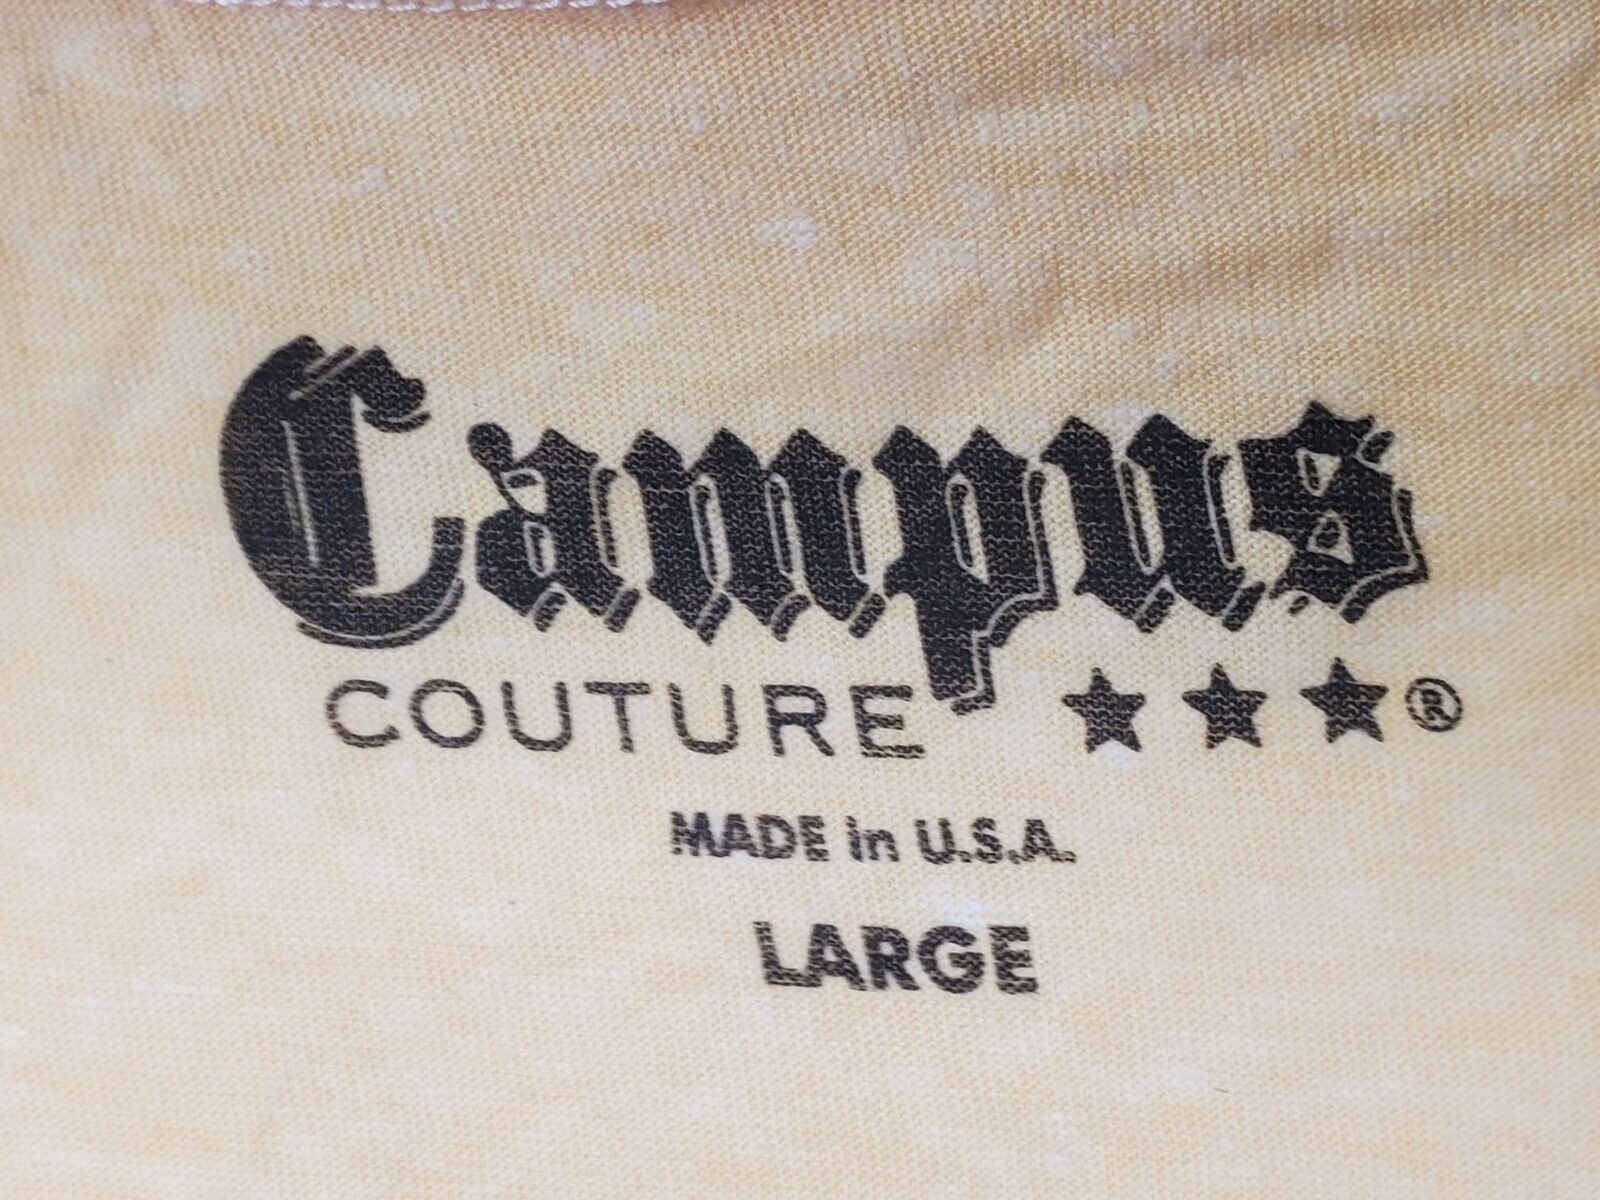 Campus
COUTURE ★★★®
MADE in U.S.A.
LARGE